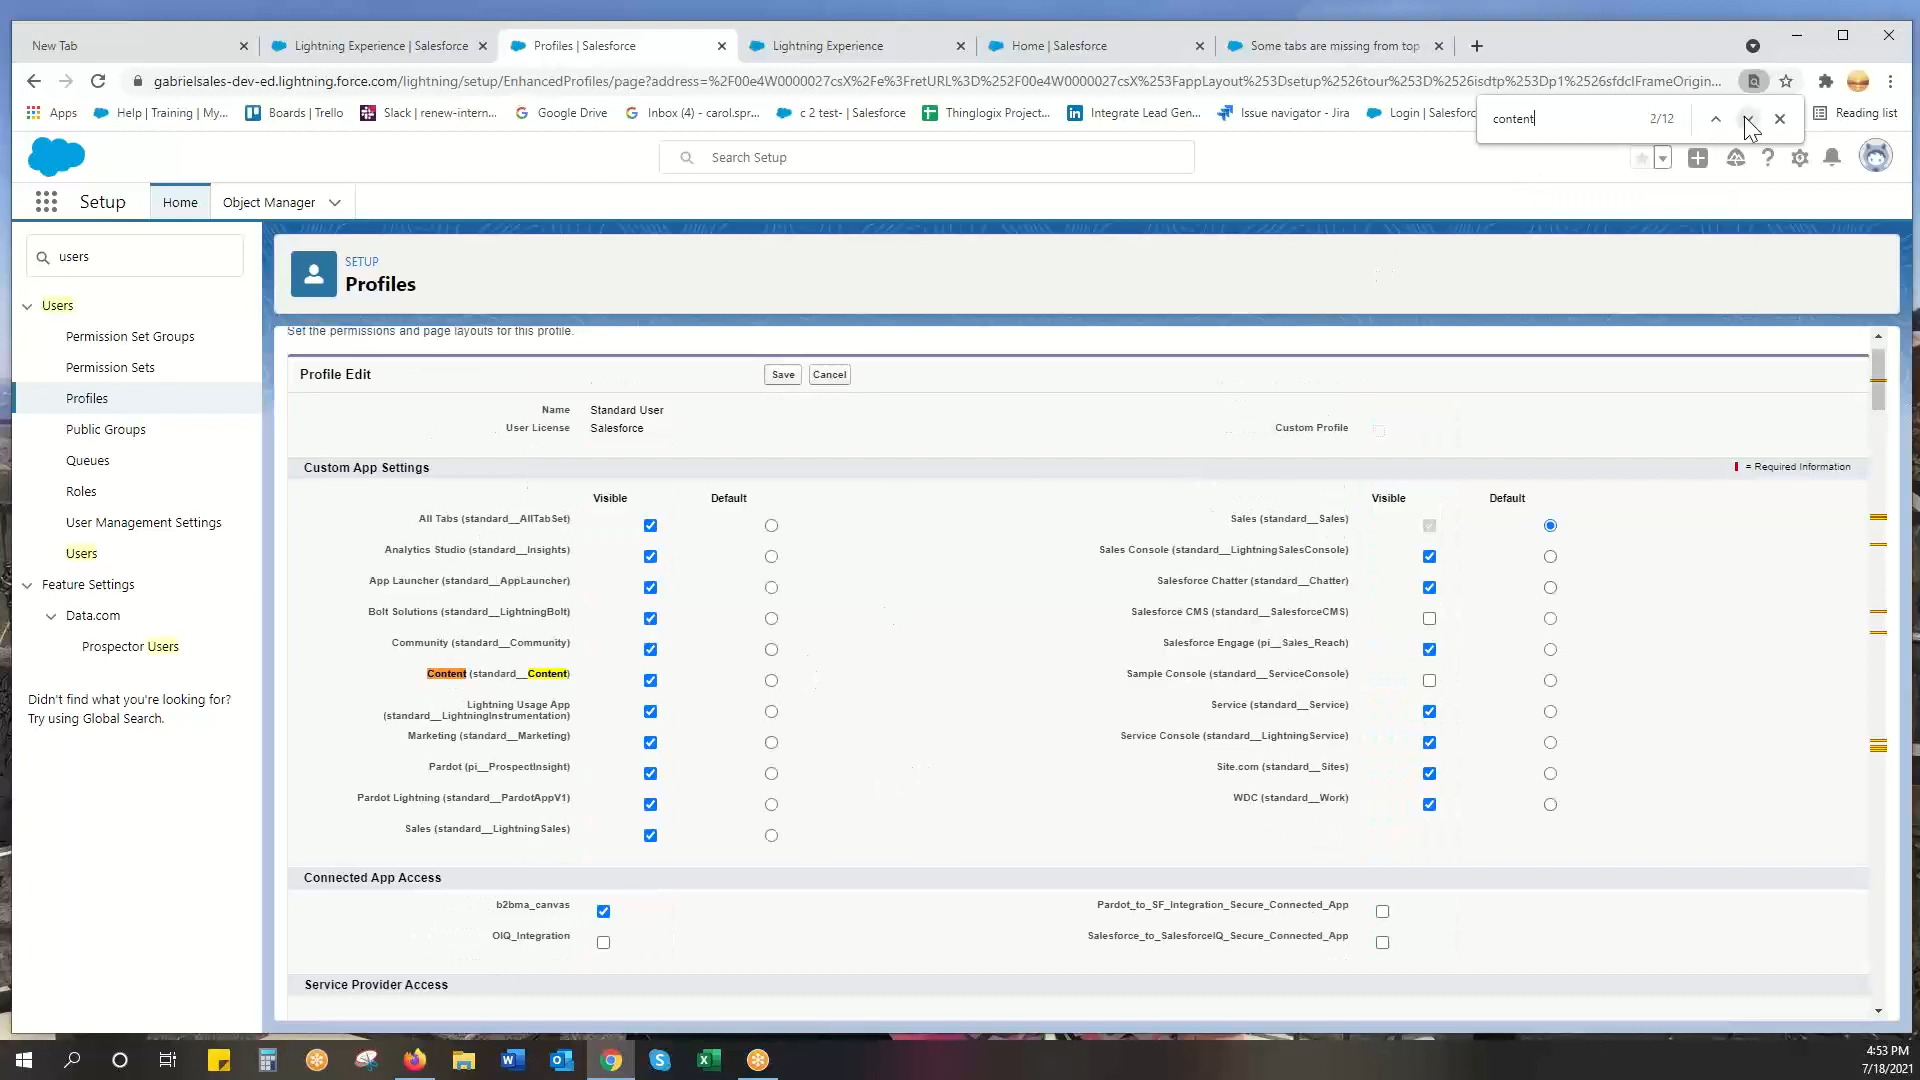 New Tab
Lightning Experience | Salesforce
Profiles | Salesforce
Lightning Experience
Home | Salesforce
Some tabs are missing from top
gabrielsales-dev-ed.lightning.force.com/lightning/setup/EnhancedProfiles/page?address=%2F00e4W0000027csX%2Fe%3FretURL%3D%252F00e4W0000027csX%253FappLayout%253Dsetup%2526tour%253D%2526isdtp%253Dp1%2526sfdcIFrameOrigin...
Apps
Help | Training | My...
Boards | Trello
Slack | renew-intern...
Google Drive
Inbox (4) - carol.spr...
c 2 test- | Salesforce
Thinglogix Project...
Integrate Lead Gen...
Issue navigator - Jira
Login | Salesforc
Reading list
content
2/12
Search Setup
Setup
Home
Object Manager
users
Users
Permission Set Groups
Permission Sets
Profiles
Public Groups
Queues
Roles
User Management Settings
Users
Feature Settings
Data.com
Prospector Users
Didn't find what you're looking for?
Try using Global Search.
SETUP
Profiles
Set the permissions and page layouts for this profile.
Profile Edit
Save
Cancel
Name
Standard User
User License
Salesforce
Custom Profile
Custom App Settings
= Required Information
Visible
Default
Visible
Default
All Tabs (standard__AllTabSet)
Sales (standard__Sales)
Analytics Studio (standard__Insights)
Sales Console (standard__LightningSalesConsole)
App Launcher (standard__AppLauncher)
Salesforce Chatter (standard__Chatter)
Bolt Solutions (standard__LightningBolt)
Salesforce CMS (standard__SalesforceCMS)
Community (standard__Community)
Salesforce Engage (pi__Sales_Reach)
Content (standard__Content)
Sample Console (standard__ServiceConsole)
Lightning Usage App
(standard__LightningInstrumentation)
Service (standard__Service)
Marketing (standard__Marketing)
Service Console (standard__LightningService)
Pardot (pi__ProspectInsight)
Site.com (standard__Sites)
Pardot Lightning (standard__PardotAppV1)
WDC (standard__Work)
Sales (standard__LightningSales)
Connected App Access
b2bma_canvas
Pardot_to_SF_Integration_Secure_Connected_App
OIQ_Integration
Salesforce_to_SalesforceIQ_Secure_Connected_App
Service Provider Access
4:53 PM
7/18/2021